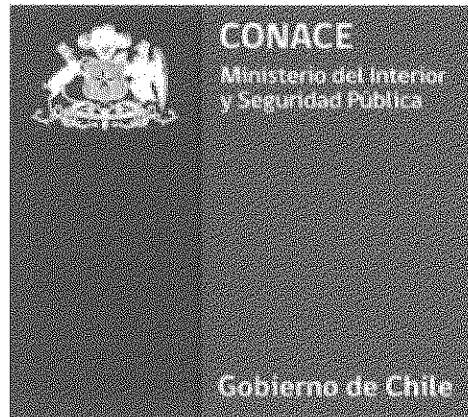 CONACE
Ministerio del Interior
y Seguridad Pública
Gobierno de Chile